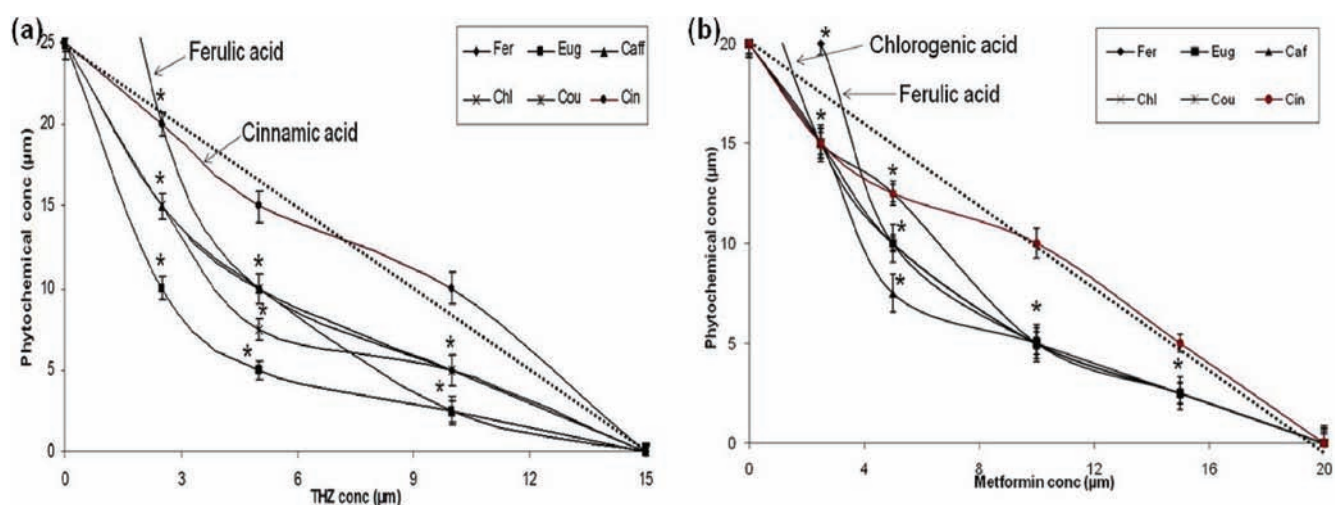 (a)
25
20
15
10
5
0
Phytochemical conc (µm)
0 3 6 9 12 15
THZ conc (µm)
Ferulic acid
Cinnamic acid
Fer Eug Caff
Chl Cou Cin
* * * * * * * *
(b)
20
15
10
5
0
Phytochemical conc (µm)
0 4 8 12 16 20
Metformin conc (µm)
Chlorogenic acid
Ferulic acid
Fer Eug Caf
Chl Cou Cin
* * * * * * *